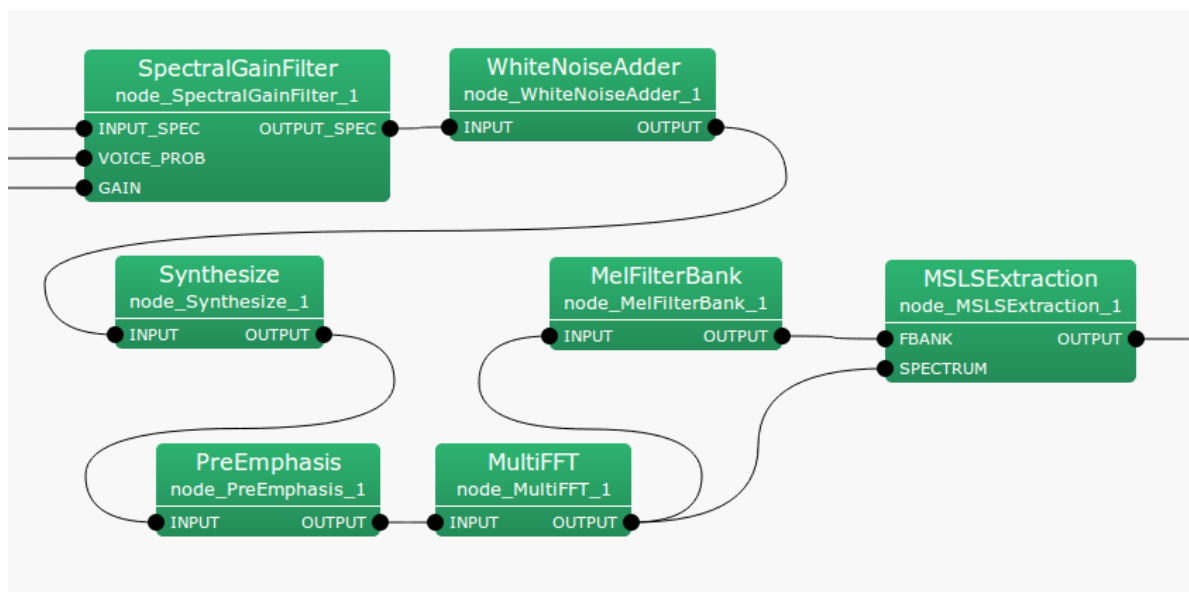 SpectralGainFilter
node_SpectralGainFilter_1
INPUT_SPEC OUTPUT_SPEC
VOICE_PROB
GAIN
WhiteNoiseAdder
node_WhiteNoiseAdder_1
INPUT OUTPUT
Synthesize
node_Synthesize_1
INPUT OUTPUT
MelFilterBank
node_MelFilterBank_1
INPUT OUTPUT
MSLSExtraction
node_MSLSExtraction_1
FBANK OUTPUT
SPECTRUM
PreEmphasis
node_PreEmphasis_1
INPUT OUTPUT
MultiFFT
node_MultiFFT_1
INPUT OUTPUT